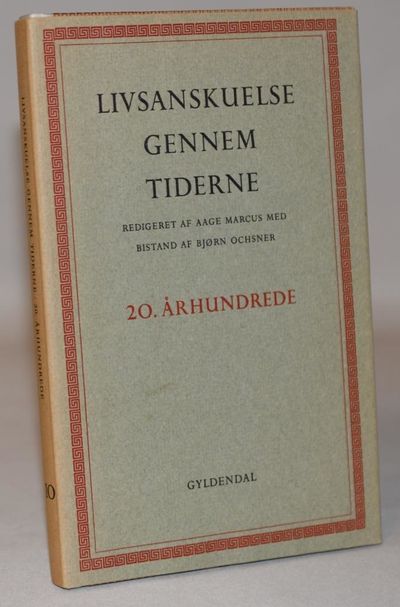 LIVSANSKUELSE
GENNEM
TIDERNE
REDIGERET AF AAGE MARCUS MED
BISTAND AF BJØRN OCHSNER
20. ÅRHUNDREDE
GYLDENDAL
LIVSANSKUELSE GENNEM TIDERNE: 20. ÅRHUNDREDE
10